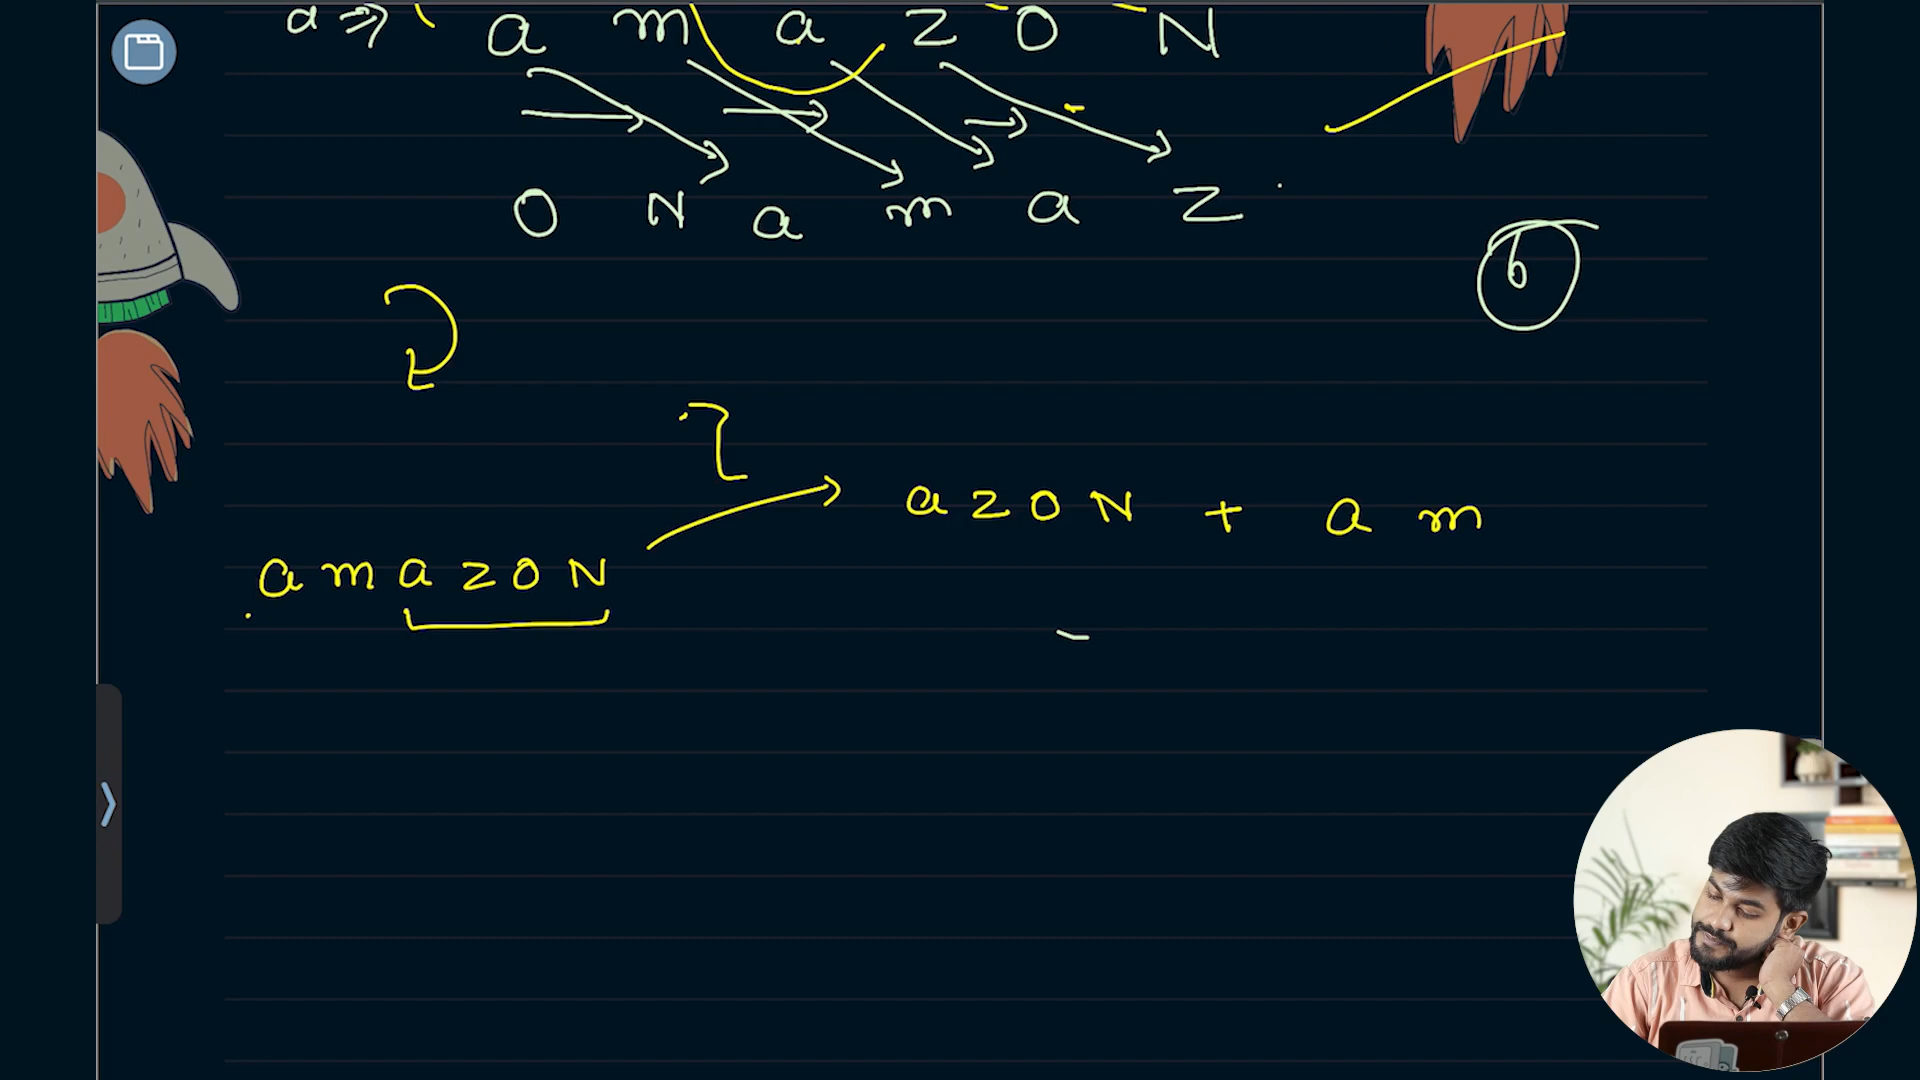 a ⇒ a m a z O N
O N a m a z
6
a z O N + a m
a m a z O N